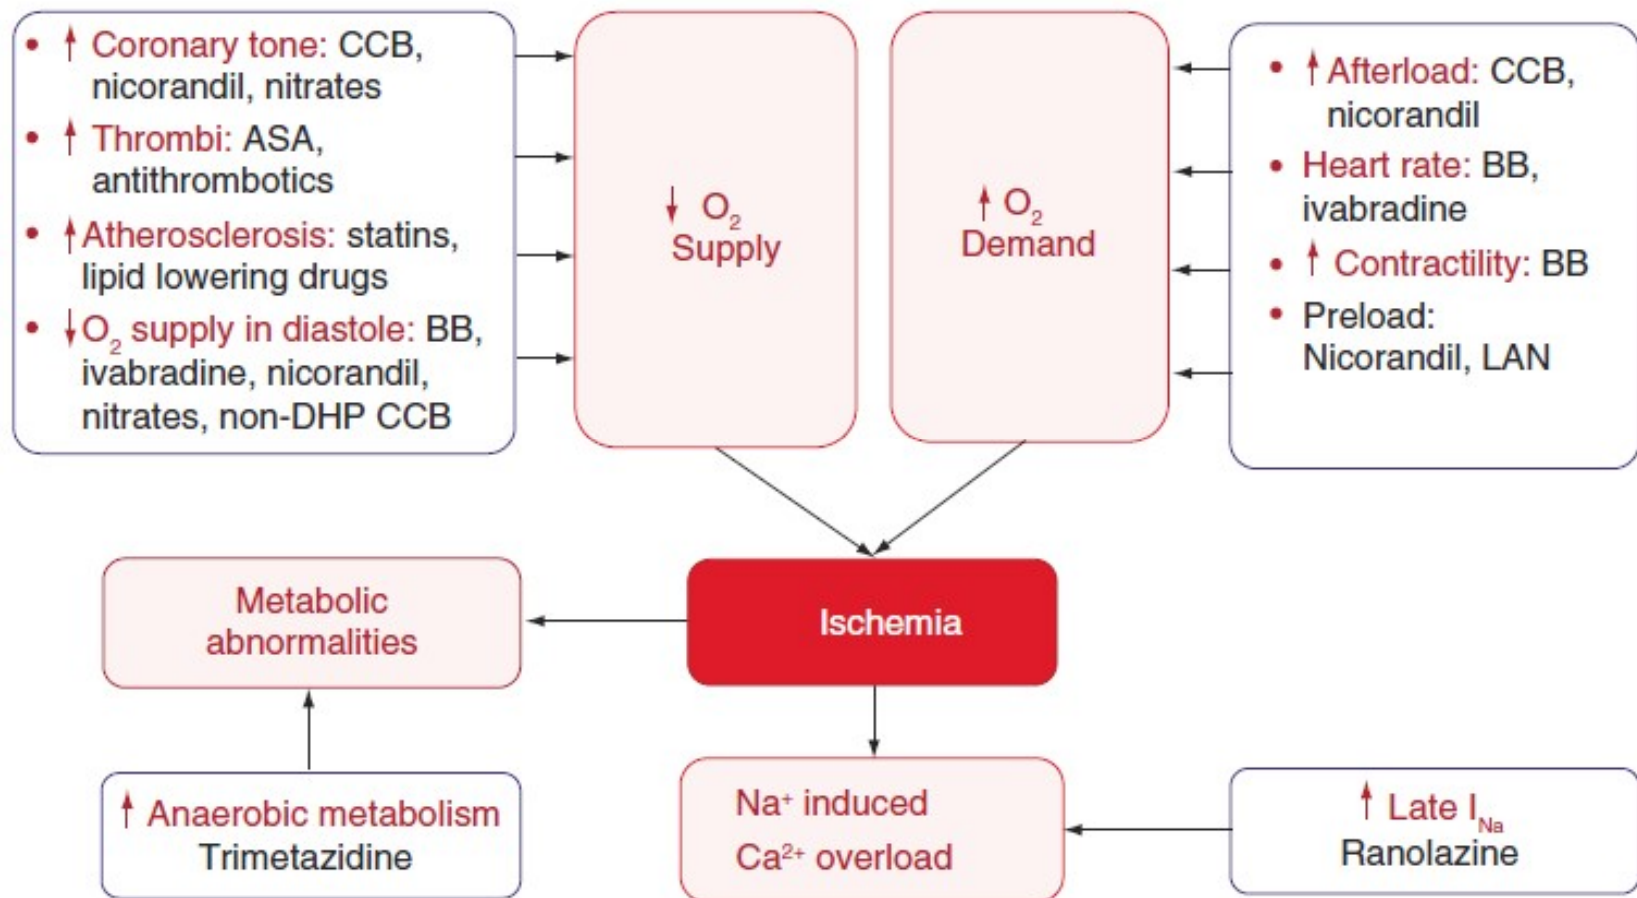 • ↑ Coronary tone: CCB,
nicorandil, nitrates
• ↑ Thrombi: ASA,
antithrombotics
• ↑ Atherosclerosis: statins,
lipid lowering drugs
• ↓ O₂ supply in diastole: BB,
ivabradine, nicorandil,
nitrates, non-DHP CCB
↓ O₂
Supply
↑ O₂
Demand
• ↑ Afterload: CCB,
nicorandil
• Heart rate: BB,
ivabradine
• ↑ Contractility: BB
• Preload:
Nicorandil, LAN
Ischemia
Metabolic
abnormalities
↑ Anaerobic metabolism
Trimetazidine
Na⁺ induced
Ca²⁺ overload
↑ Late I_Na
Ranolazine